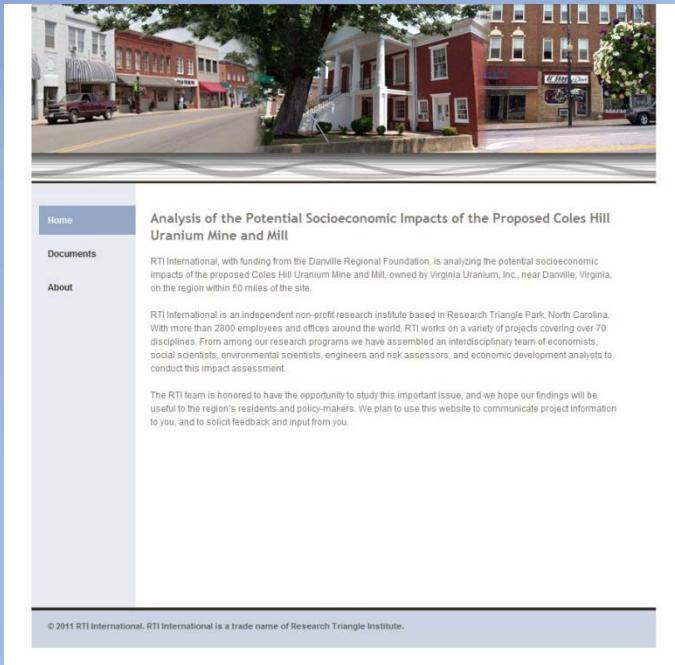 Home
Documents
About
Analysis of the Potential Socioeconomic Impacts of the Proposed Coles Hill
Uranium Mine and Mill
RTI International, with funding from the Danville Regional Foundation, is analyzing the potential socioeconomic
impacts of the proposed Coles Hill Uranium Mine and Mill, owned by Virginia Uranium, Inc., near Danville, Virginia,
on the region within 50 miles of the site.
RTI International is an independent non-profit research institute based in Research Triangle Park, North Carolina.
With more than 2800 employees and offices around the world, RTI works on a variety of projects covering over 70
disciplines. From among our research programs we have assembled an interdisciplinary team of economists,
social scientists, environmental scientists, engineers and risk assessors, and economic development analysts to
conduct this impact assessment.
The RTI team is honored to have the opportunity to study this important issue, and we hope our findings will be
useful to the region's residents and policy-makers. We plan to use this website to communicate project information
to you, and to solicit feedback and input from you.
© 2011 RTI International. RTI International is a trade name of Research Triangle Institute.